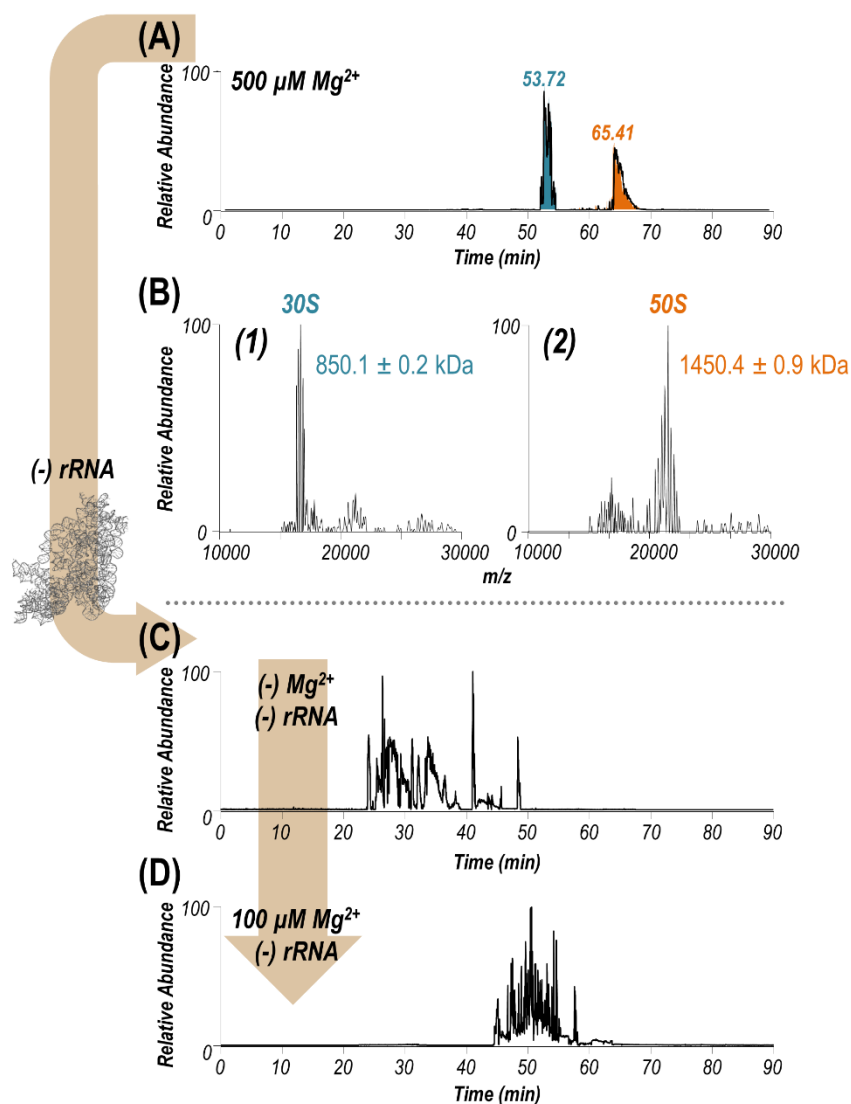 (A)
500 µM Mg²⁺
53.72
65.41
Relative Abundance
100
0
0 10 20 30 40 50 60 70 80 90
Time (min)
(B)
30S
50S
(1)
850.1 ± 0.2 kDa
(2)
1450.4 ± 0.9 kDa
Relative Abundance
100
0
10000 20000 30000
Relative Abundance
100
0
10000 20000 30000
m/z
(-) rRNA
(C)
(-) Mg²⁺
(-) rRNA
Relative Abundance
100
0
0 10 20 30 40 50 60 70 80 90
Time (min)
(D)
100 µM Mg²⁺
(-) rRNA
Relative Abundance
100
0
0 10 20 30 40 50 60 70 80 90
Time (min)